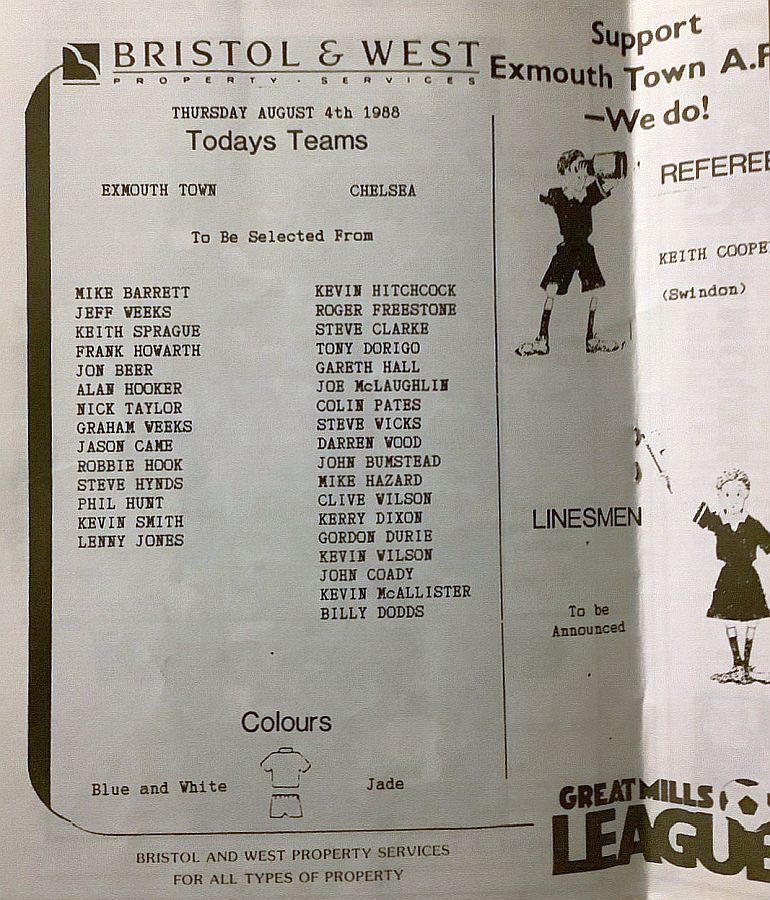 BRISTOL & WEST
PROPERTY · SERVICES
THURSDAY AUGUST 4th 1988
Todays Teams
EXMOUTH TOWN CHELSEA
To Be Selected From
MIKE BARRETT
JEFF WEEKS
KEITH SPRAGUE
FRANK HOWARTH
JON BEER
ALAN HOOKER
NICK TAYLOR
GRAHAM WEEKS
JASON CAME
ROBBIE HOOK
STEVE HYNDS
PHIL HUNT
KEVIN SMITH
LENNY JONES
KEVIN HITCHCOCK
ROGER FREESTONE
STEVE CLARKE
TONY DORIGO
GARETH HALL
JOE McLAUGHLIN
COLIN PATES
STEVE WICKS
DARREN WOOD
JOHN BUMSTEAD
MIKE HAZARD
CLIVE WILSON
KERRY DIXON
GORDON DURIE
KEVIN WILSON
JOHN COADY
KEVIN McALLISTER
BILLY DODDS
Colours
Blue and White Jade
BRISTOL AND WEST PROPERTY SERVICES
FOR ALL TYPES OF PROPERTY
Support
Exmouth Town A.F
—We do!
REFEREE
KEITH COOPE
(Swindon)
LINESMEN
To be
Announced
GREAT MILLS
LEAGUE